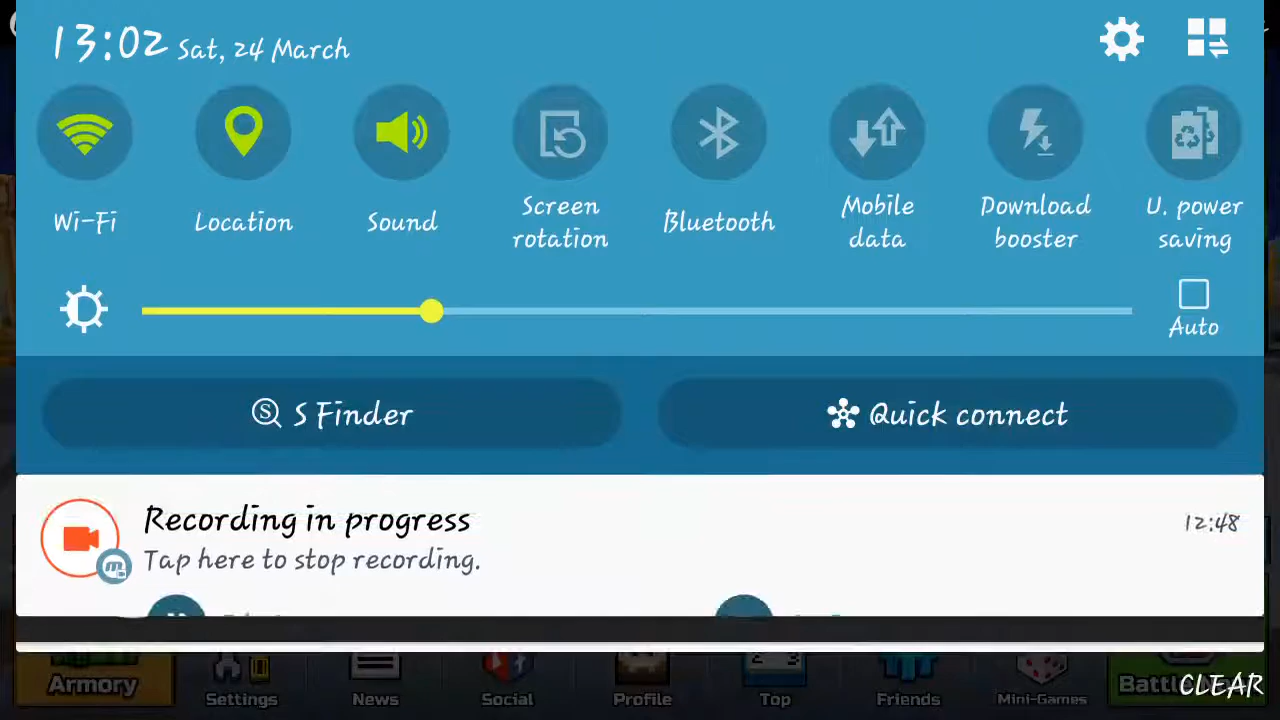 13:02 Sat, 24 March
Wi-Fi
Location
Sound
Screen rotation
Bluetooth
Mobile data
Download booster
U. power saving
Auto
S Finder
Quick connect
Recording in progress
12:48
Tap here to stop recording.
Armory
Settings
News
Social
Profile
Top
Friends
Mini-Games
CLEAR